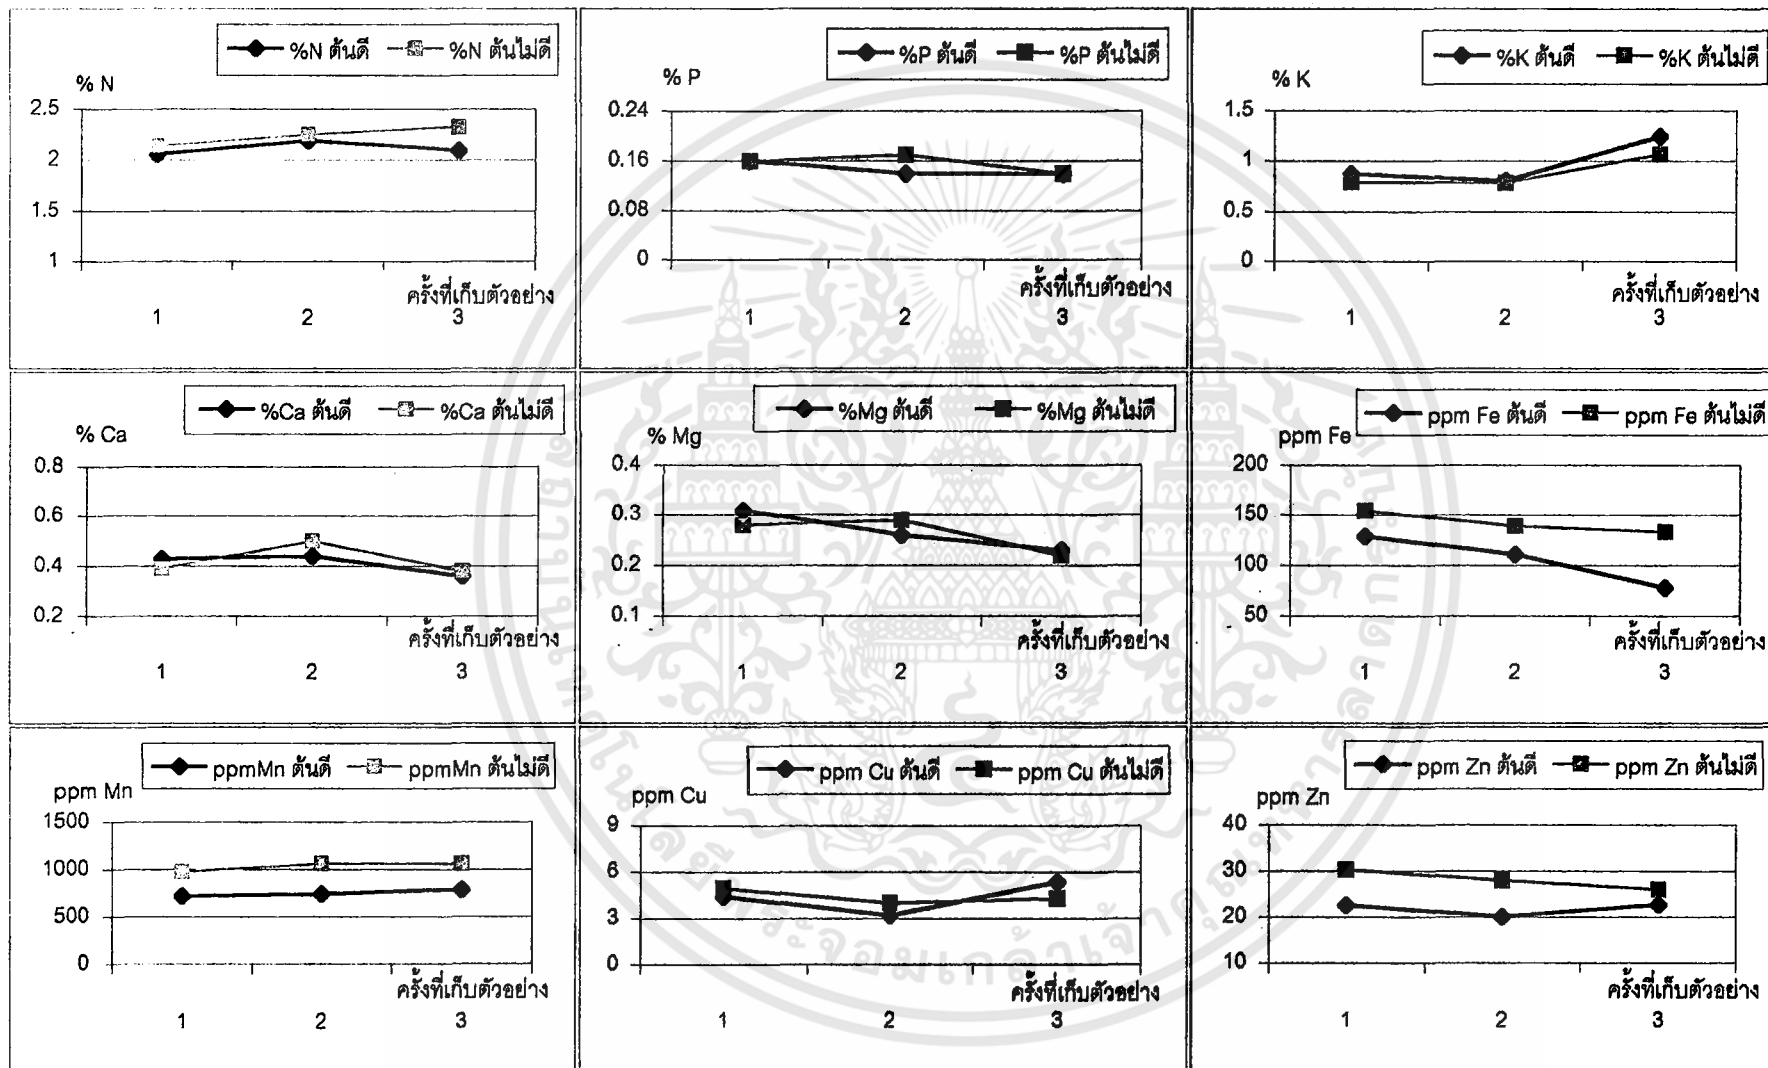 %N ต้นดี %N ต้นไม่ดี
% N
2.5
2
1.5
1
ครั้งที่เก็บตัวอย่าง
1 2 3
%P ต้นดี %P ต้นไม่ดี
% P
0.24
0.16
0.08
0
ครั้งที่เก็บตัวอย่าง
1 2 3
%K ต้นดี %K ต้นไม่ดี
% K
1.5
1
0.5
0
ครั้งที่เก็บตัวอย่าง
1 2 3
%Ca ต้นดี %Ca ต้นไม่ดี
% Ca
0.8
0.6
0.4
0.2
ครั้งที่เก็บตัวอย่าง
1 2 3
%Mg ต้นดี %Mg ต้นไม่ดี
% Mg
0.4
0.3
0.2
0.1
ครั้งที่เก็บตัวอย่าง
1 2 3
ppm Fe ต้นดี ppm Fe ต้นไม่ดี
ppm Fe
200
150
100
50
ครั้งที่เก็บตัวอย่าง
1 2 3
ppmMn ต้นดี ppmMn ต้นไม่ดี
ppm Mn
1500
1000
500
0
ครั้งที่เก็บตัวอย่าง
1 2 3
ppm Cu ต้นดี ppm Cu ต้นไม่ดี
ppm Cu
9
6
3
0
ครั้งที่เก็บตัวอย่าง
1 2 3
ppm Zn ต้นดี ppm Zn ต้นไม่ดี
ppm Zn
40
30
20
10
ครั้งที่เก็บตัวอย่าง
1 2 3